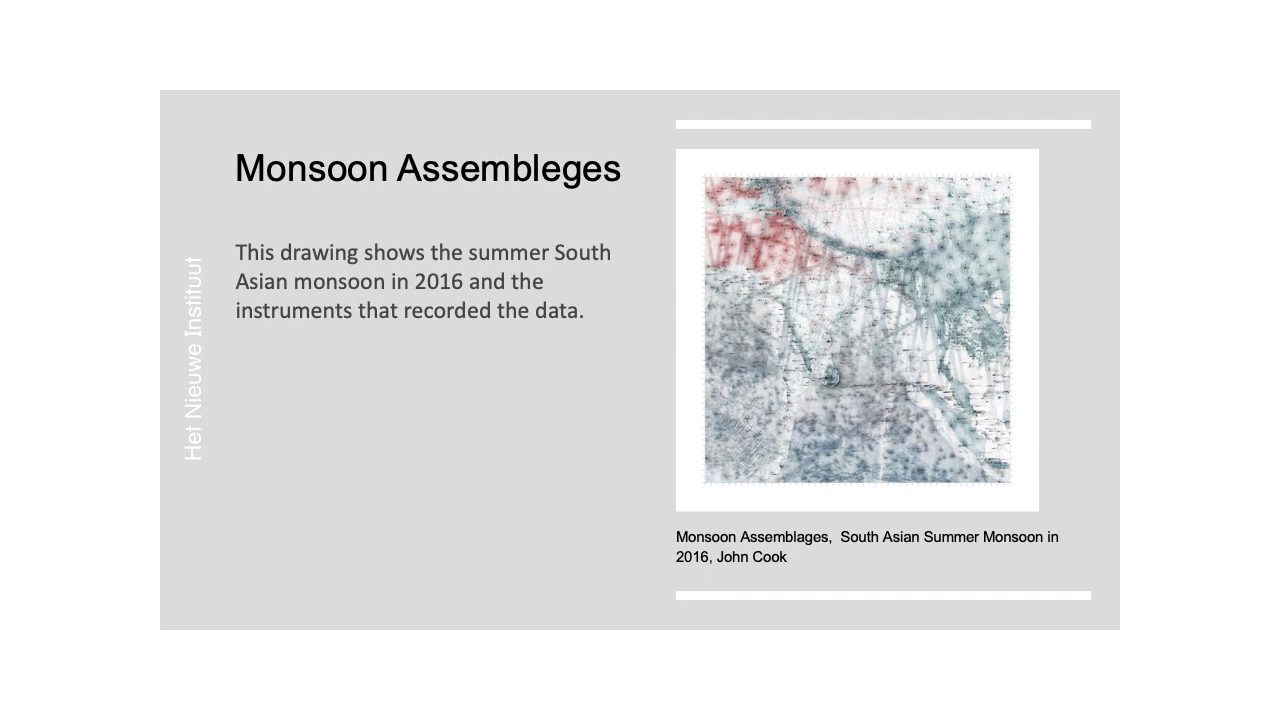 Monsoon Assembleges
This drawing shows the summer South
Asian monsoon in 2016 and the
instruments that recorded the data.
Het Nieuwe Instituut
Monsoon Assemblages,  South Asian Summer Monsoon in
2016, John Cook